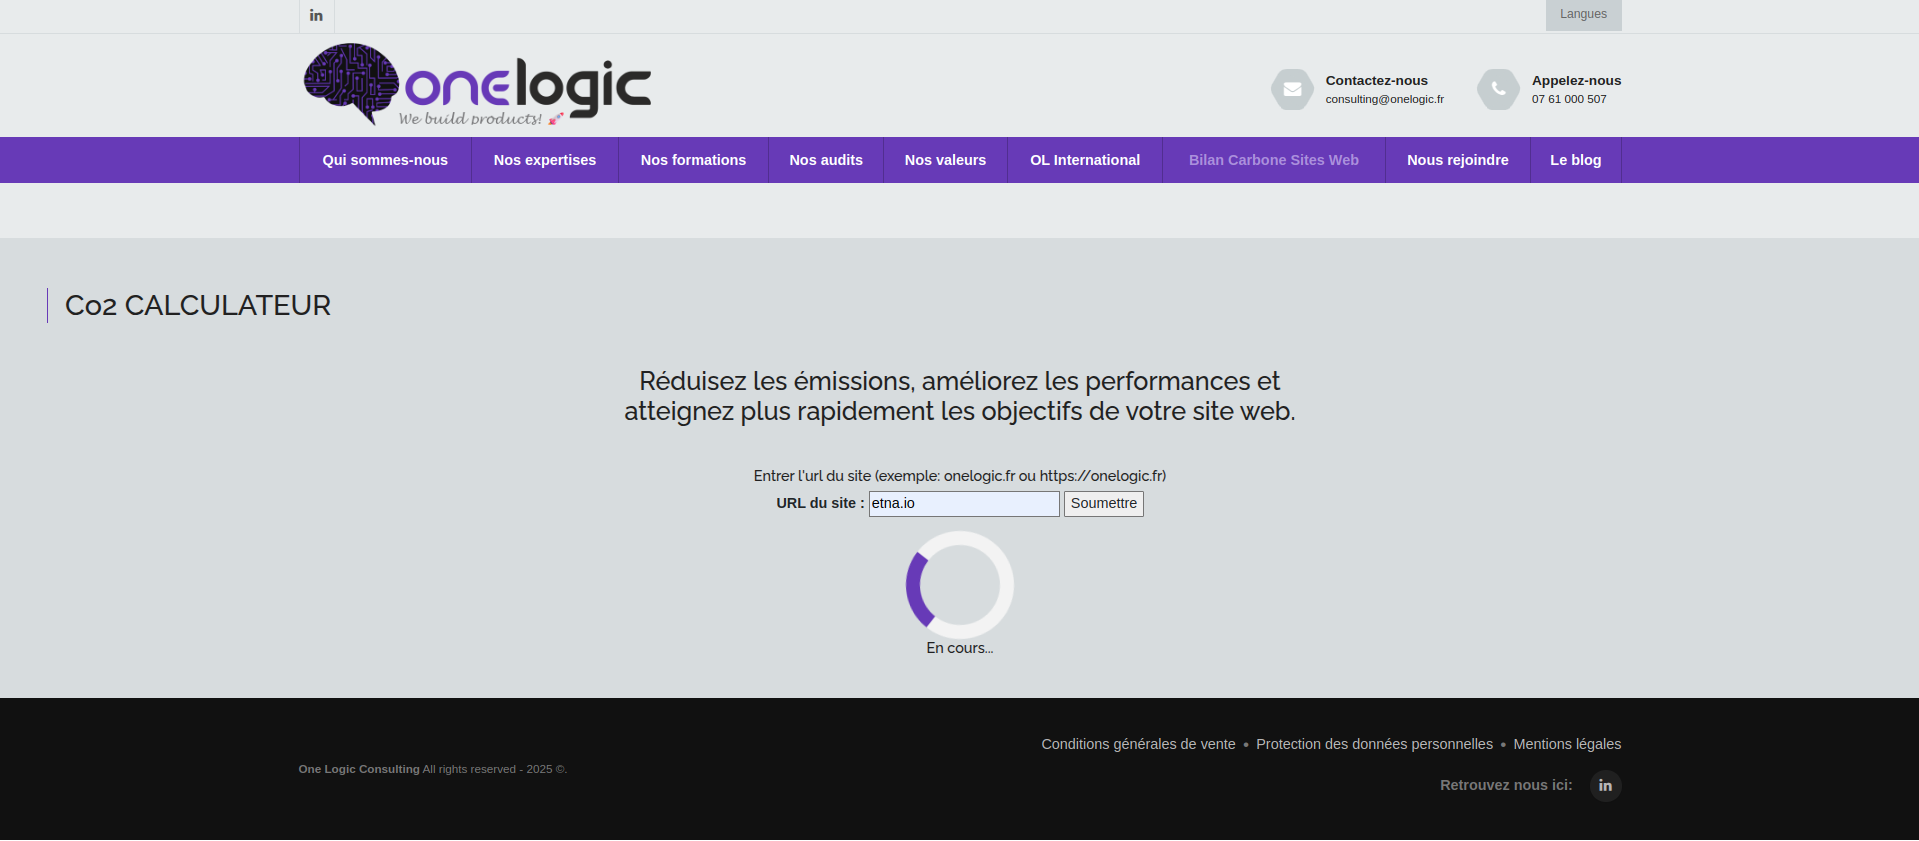 Langues
onelogic
We build products!
Contactez-nous
consulting@onelogic.fr
Appelez-nous
07 61 000 507
Qui sommes-nous Nos expertises Nos formations Nos audits Nos valeurs OL International Bilan Carbone Sites Web Nous rejoindre Le blog
Co2 CALCULATEUR
Réduisez les émissions, améliorez les performances et
atteignez plus rapidement les objectifs de votre site web.
Entrer l'url du site (exemple: onelogic.fr ou https://onelogic.fr)
URL du site : etna.io Soumettre
En cours...
Conditions générales de vente • Protection des données personnelles • Mentions légales
One Logic Consulting All rights reserved - 2025 ©.
Retrouvez nous ici: